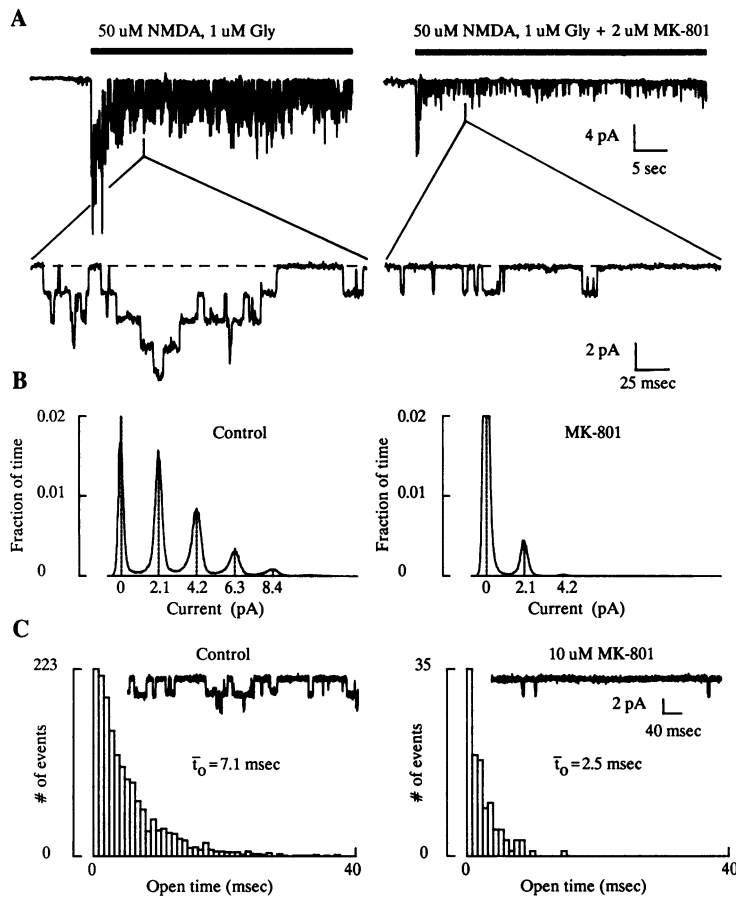 A
50 uM NMDA, 1 uM Gly
50 uM NMDA, 1 uM Gly + 2 uM MK-801
4 pA
5 sec
2 pA
25 msec
B
0.02
0.01
0
Fraction of time
Control
0 2.1 4.2 6.3 8.4
Current (pA)
0.02
0.01
0
Fraction of time
MK-801
0 2.1 4.2
Current (pA)
C
223
0
# of events
Control
t̄o = 7.1 msec
0 40
Open time (msec)
35
0
# of events
10 uM MK-801
2 pA
40 msec
t̄o = 2.5 msec
0 40
Open time (msec)